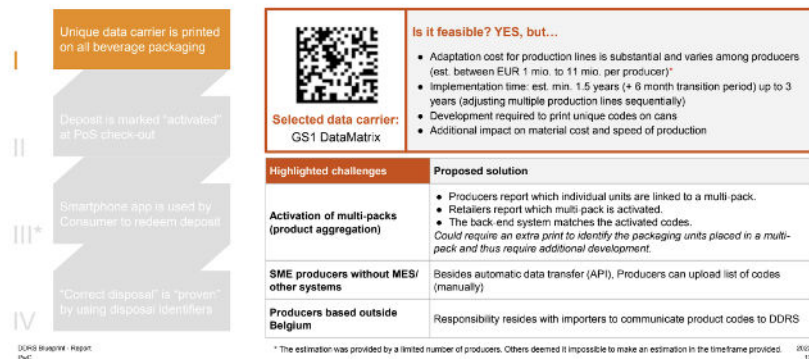 I
Unique data carrier is printed
on all beverage packaging
II
Deposit is marked "activated"
at PoS check-out
III*
Smartphone app is used by
Consumer to redeem deposit
IV
"Correct disposal" is "proven"
by using disposal identifiers
Selected data carrier:
GS1 DataMatrix
Is it feasible? YES, but…
● Adaptation cost for production lines is substantial and varies among producers
(est. between EUR 1 mio. to 11 mio. per producer)*
● Implementation time: est. min. 1.5 years (+ 6 month transition period) up to 3
years (adjusting multiple production lines sequentially)
● Development required to print unique codes on cans
● Additional impact on material cost and speed of production
Highlighted challenges
Proposed solution
Activation of multi-packs
(product aggregation)
● Producers report which individual units are linked to a multi-pack.
● Retailers report which multi-pack is activated.
● The back-end system matches the activated codes.
Could require an extra print to identify the packaging units placed in a multi-
pack and thus require additional development.
SME producers without MES/
other systems
Besides automatic data transfer (API), Producers can upload list of codes
(manually)
Producers based outside
Belgium
Responsibility resides with importers to communicate product codes to DDRS
DDRS Blueprint - Report
* The estimation was provided by a limited number of producers. Others deemed it impossible to make an estimation in the timeframe provided.